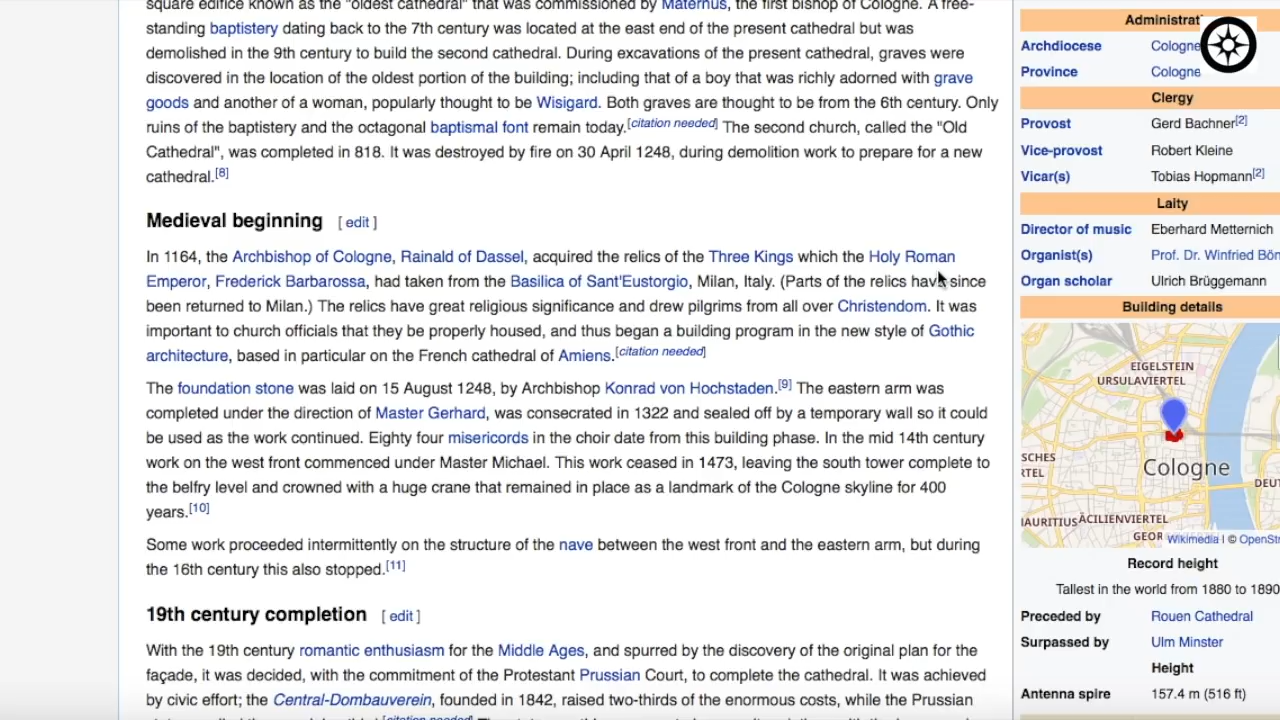 square edifice known as the "oldest cathedral" that was commissioned by Maternus, the first bishop of Cologne. A free-
standing baptistery dating back to the 7th century was located at the east end of the present cathedral but was
demolished in the 9th century to build the second cathedral. During excavations of the present cathedral, graves were
discovered in the location of the oldest portion of the building; including that of a boy that was richly adorned with grave
goods and another of a woman, popularly thought to be Wisigard. Both graves are thought to be from the 6th century. Only
ruins of the baptistery and the octagonal baptismal font remain today.[citation needed] The second church, called the "Old
Cathedral", was completed in 818. It was destroyed by fire on 30 April 1248, during demolition work to prepare for a new
cathedral.[8]
Medieval beginning [ edit ]
In 1164, the Archbishop of Cologne, Rainald of Dassel, acquired the relics of the Three Kings which the Holy Roman
Emperor, Frederick Barbarossa, had taken from the Basilica of Sant'Eustorgio, Milan, Italy. (Parts of the relics have since
been returned to Milan.) The relics have great religious significance and drew pilgrims from all over Christendom. It was
important to church officials that they be properly housed, and thus began a building program in the new style of Gothic
architecture, based in particular on the French cathedral of Amiens.[citation needed]
The foundation stone was laid on 15 August 1248, by Archbishop Konrad von Hochstaden.[9] The eastern arm was
completed under the direction of Master Gerhard, was consecrated in 1322 and sealed off by a temporary wall so it could
be used as the work continued. Eighty four misericords in the choir date from this building phase. In the mid 14th century
work on the west front commenced under Master Michael. This work ceased in 1473, leaving the south tower complete to
the belfry level and crowned with a huge crane that remained in place as a landmark of the Cologne skyline for 400
years.[10]
Some work proceeded intermittently on the structure of the nave between the west front and the eastern arm, but during
the 16th century this also stopped.[11]
19th century completion [ edit ]
With the 19th century romantic enthusiasm for the Middle Ages, and spurred by the discovery of the original plan for the
façade, it was decided, with the commitment of the Protestant Prussian Court, to complete the cathedral. It was achieved
by civic effort; the Central-Dombauverein, founded in 1842, raised two-thirds of the enormous costs, while the Prussian
[citation needed]
Administrat
Archdiocese Cologne
Province Cologne
Clergy
Provost Gerd Bachner[2]
Vice-provost Robert Kleine
Vicar(s) Tobias Hopmann[2]
Laity
Director of music Eberhard Metternich
Organist(s) Prof. Dr. Winfried Bön
Organ scholar Ulrich Brüggemann
Building details
EIGELSTEIN
URSULAVIERTEL
SCHES
RTEL
Cologne
DEUT
MAURITIUS ÄCILIENVIERTEL
GEOR Wikimedia | © OpenStr
Record height
Tallest in the world from 1880 to 1890
Preceded by Rouen Cathedral
Surpassed by Ulm Minster
Height
Antenna spire 157.4 m (516 ft)